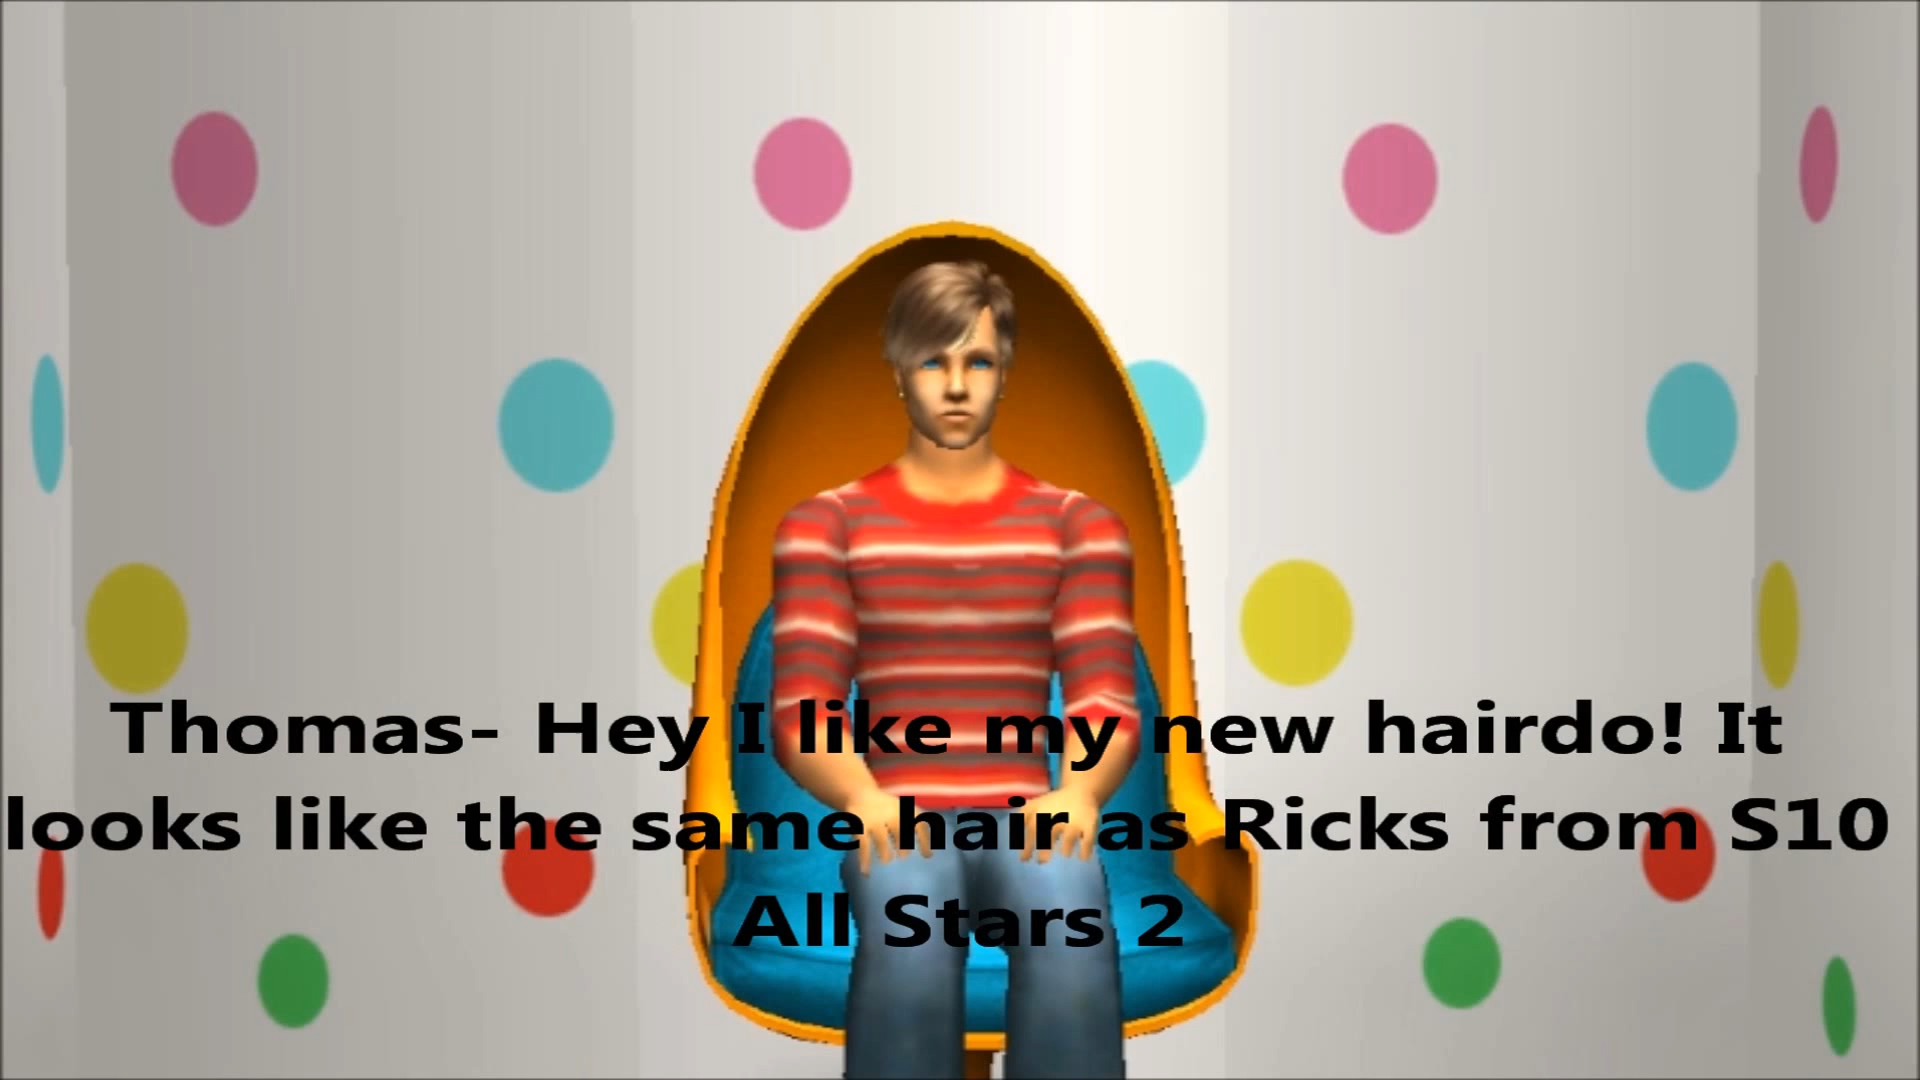 Thomas- Hey I like my new hairdo! It
looks like the same hair as Ricks from S10
All Stars 2